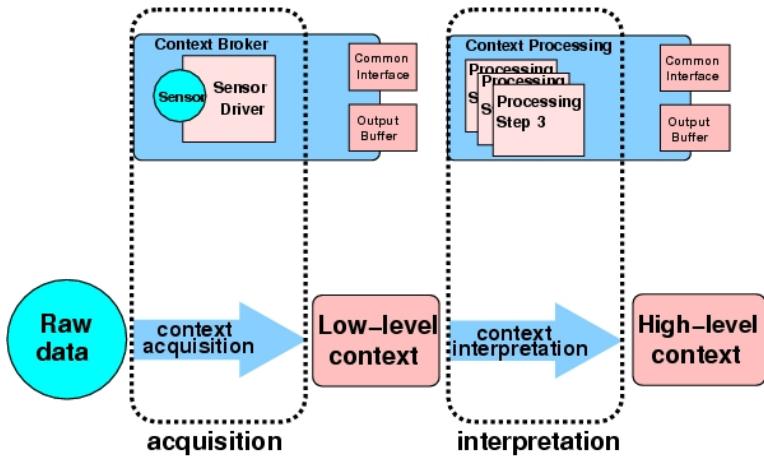 Context Broker
Sensor
Sensor
Driver
Common
Interface
Output
Buffer
Context Processing
Processing
S
Processing
S
Processing
Step 3
Common
Interface
Output
Buffer
Raw
data
context
acquisition
Low-level
context
context
interpretation
High-level
context
acquisition
interpretation